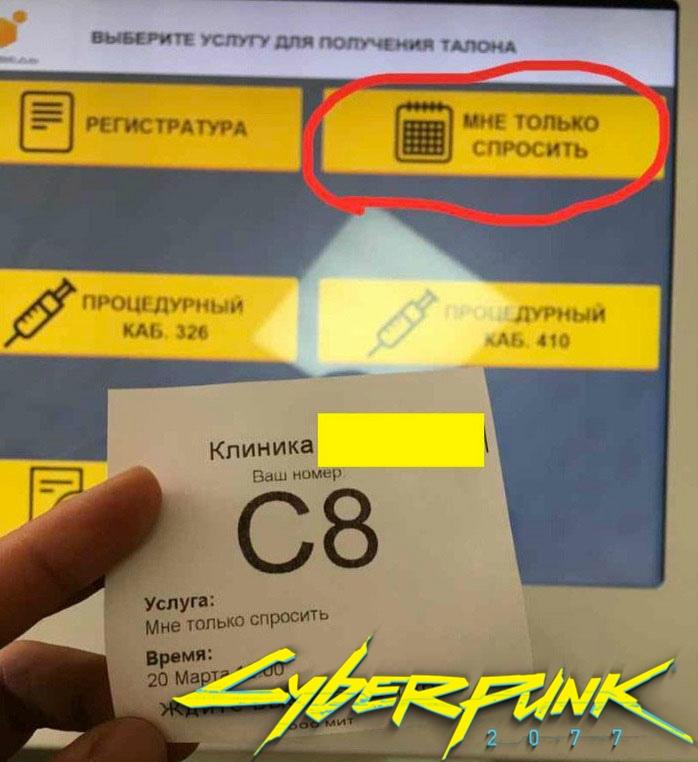 ВЫБЕРИТЕ УСЛУГУ ДЛЯ ПОЛУЧЕНИЯ ТАЛОНА
РЕГИСТРАТУРА
МНЕ ТОЛЬКО
СПРОСИТЬ
ПРОЦЕДУРНЫЙ
КАБ. 326
ПРОЦЕДУРНЫЙ
КАБ. 410
Клиника
Ваш номер:
C8
Услуга:
Мне только спросить
Время:
20 Марта
Cyberpunk
2077